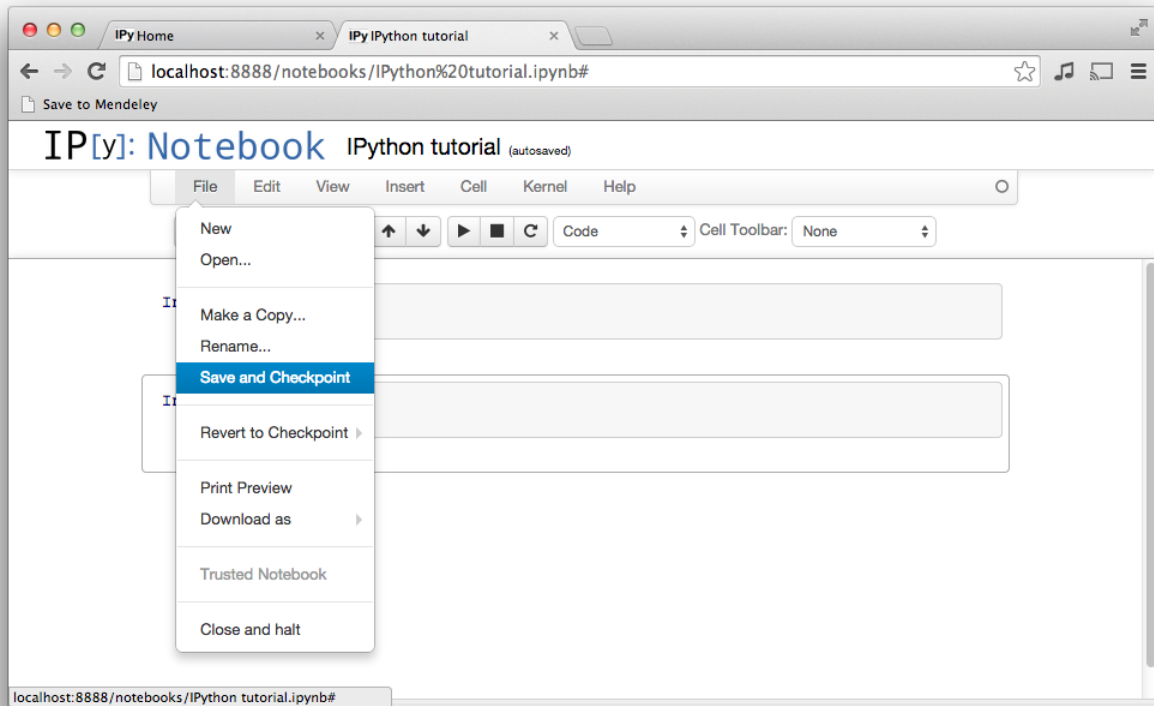 IPy Home
IPy IPython tutorial
localhost:8888/notebooks/IPython%20tutorial.ipynb#
Save to Mendeley
IP[y]: Notebook IPython tutorial (autosaved)
File Edit View Insert Cell Kernel Help
Code Cell Toolbar: None
New
Open...
Make a Copy...
Rename...
Save and Checkpoint
Revert to Checkpoint
Print Preview
Download as
Trusted Notebook
Close and halt
localhost:8888/notebooks/IPython tutorial.ipynb#